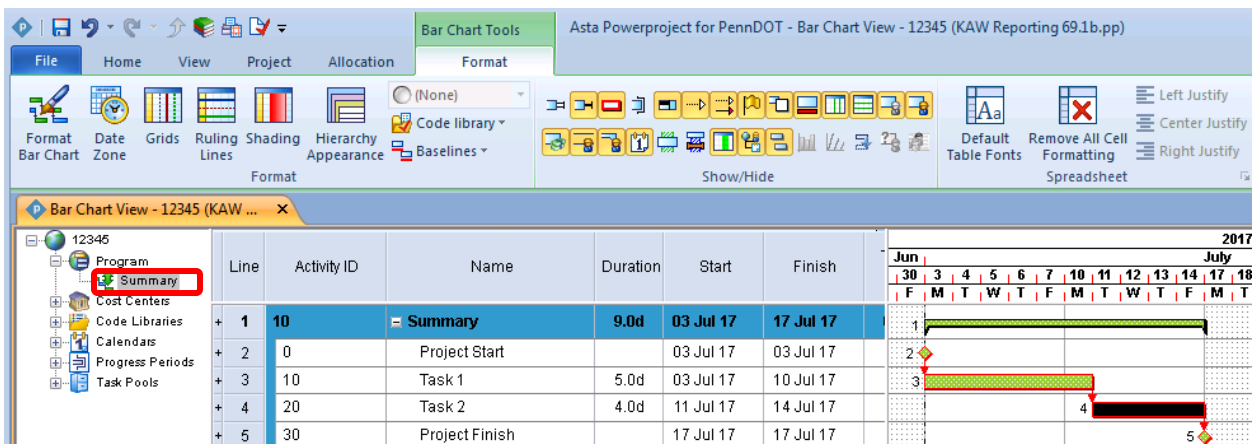 Bar Chart Tools
Asta Powerproject for PennDOT - Bar Chart View - 12345 (KAW Reporting 69.1b.pp)
File Home View Project Allocation Format
Format Bar Chart
Date Zone
Grids
Ruling Lines
Shading
Hierarchy Appearance
(None)
Code library
Baselines
Format
Show/Hide
Default Table Fonts
Remove All Cell Formatting
Left Justify
Center Justify
Right Justify
Spreadsheet
Bar Chart View - 12345 (KAW ...
12345
Program
Summary
Cost Centers
Code Libraries
Calendars
Progress Periods
Task Pools
Line Activity ID Name Duration Start Finish
1 10 Summary 9.0d 03 Jul 17 17 Jul 17
2 0 Project Start 03 Jul 17 03 Jul 17
3 10 Task 1 5.0d 03 Jul 17 10 Jul 17
4 20 Task 2 4.0d 11 Jul 17 14 Jul 17
5 30 Project Finish 17 Jul 17 17 Jul 17
2017
Jun July
30 3 4 5 6 7 10 11 12 13 14 17 18
F M T W T F M T W T F M T
1
2
3
4
5